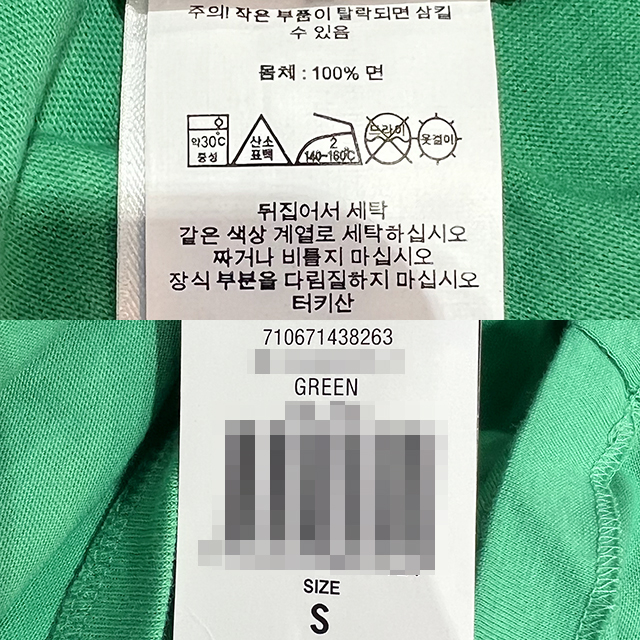 주의! 작은 부품이 탈락되면 삼킬
수 있음
몸체 : 100% 면
약30℃
중성
산소
표백
2
140~160℃
드라이
옷걸이
뒤집어서 세탁
같은 색상 계열로 세탁하십시오
짜거나 비틀지 마십시오
장식 부분을 다림질하지 마십시오
터키산
710671438263
GREEN
SIZE
S